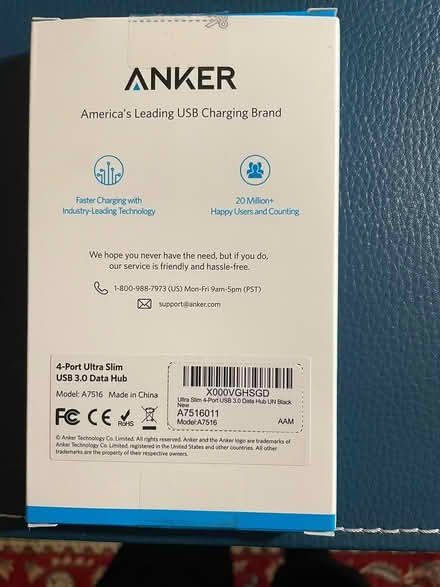 ANKER
America's Leading USB Charging Brand
Faster Charging with
Industry-Leading Technology
20 Million+
Happy Users and Counting
We hope you never have the need, but if you do,
our service is friendly and hassle-free.
1-800-988-7973 (US) Mon-Fri 9am-5pm (PST)
support@anker.com
4-Port Ultra Slim
USB 3.0 Data Hub
Model: A7516 Made in China
FC CE RoHS
© Anker Technology Co. Limited. All rights reserved. Anker and the Anker logo are trademarks of
Anker Technology Co. Limited, registered in the United States and other countries. All other
trademarks are the property of their respective owners.
X000VGHSGD
Ultra Slim 4-Port USB 3.0 Data Hub UN Black
New
A7516011
Model:A7516 AAM